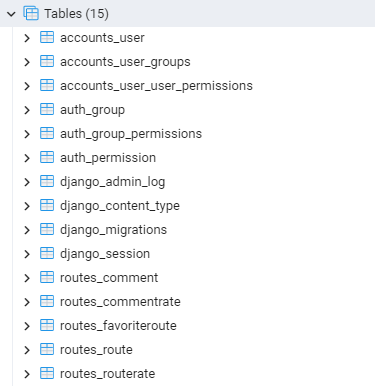 Tables (15)
accounts_user
accounts_user_groups
accounts_user_user_permissions
auth_group
auth_group_permissions
auth_permission
django_admin_log
django_content_type
django_migrations
django_session
routes_comment
routes_commentrate
routes_favoriteroute
routes_route
routes_routerate